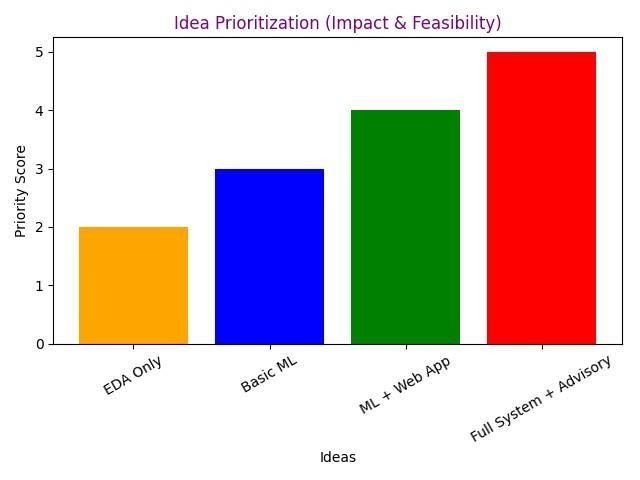 Idea Prioritization (Impact & Feasibility)
Priority Score
5
4
3
2
1
0
EDA Only
Basic ML
ML + Web App
Full System + Advisory
Ideas